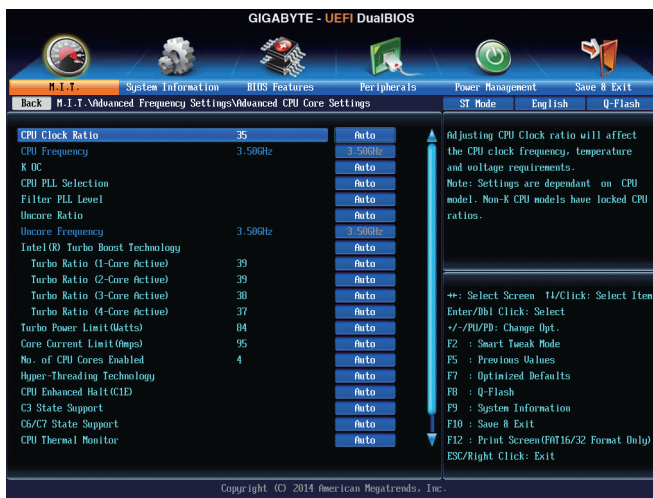 GIGABYTE - UEFI DualBIOS
M.I.T. System Information BIOS Features Peripherals Power Management Save & Exit
Back M.I.T.\Advanced Frequency Settings\Advanced CPU Core Settings ST Mode English Q-Flash
CPU Clock Ratio 35 Auto
CPU Frequency 3.50GHz 3.50GHz
K OC Auto
CPU PLL Selection Auto
Filter PLL Level Auto
Uncore Ratio Auto
Uncore Frequency 3.50GHz 3.50GHz
Intel(R) Turbo Boost Technology Auto
Turbo Ratio (1-Core Active) 39 Auto
Turbo Ratio (2-Core Active) 39 Auto
Turbo Ratio (3-Core Active) 38 Auto
Turbo Ratio (4-Core Active) 37 Auto
Turbo Power Limit(Watts) 84 Auto
Core Current Limit(Amps) 95 Auto
No. of CPU Cores Enabled 4 Auto
Hyper-Threading Technology Auto
CPU Enhanced Halt(C1E) Auto
C3 State Support Auto
C6/C7 State Support Auto
CPU Thermal Monitor Auto
Adjusting CPU Clock ratio will affect
the CPU clock frequency, temperature
and voltage requirements.
Note: Settings are dependant on CPU
model. Non-K CPU models have locked CPU
ratios.
↔: Select Screen ↑↓/Click: Select Item
Enter/Dbl Click: Select
+/-/PU/PD: Change Opt.
F2 : Smart Tweak Mode
F5 : Previous Values
F7 : Optimized Defaults
F8 : Q-Flash
F9 : System Information
F10 : Save & Exit
F12 : Print Screen(FAT16/32 Format Only)
ESC/Right Click: Exit
Copyright (C) 2014 American Megatrends, Inc.